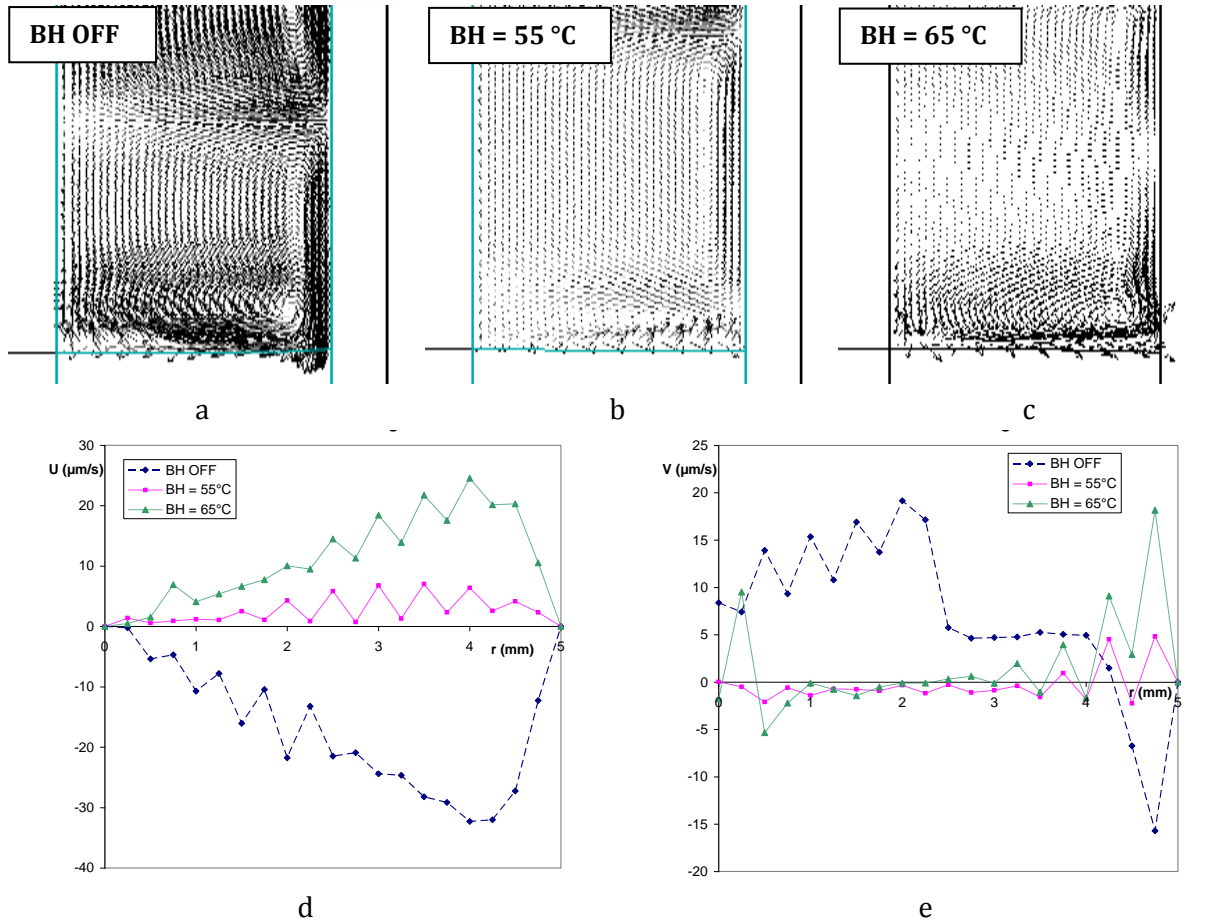 BH OFF
BH = 55 °C
BH = 65 °C
a
b
c
U (µm/s)
BH OFF
BH = 55°C
BH = 65°C
30
20
10
0
-10
-20
-30
-40
0
1
2
3
4
5
r (mm)
d
V (µm/s)
BH OFF
BH = 55°C
BH = 65°C
25
20
15
10
5
0
-5
-10
-15
-20
0
1
2
3
4
5
r (mm)
e